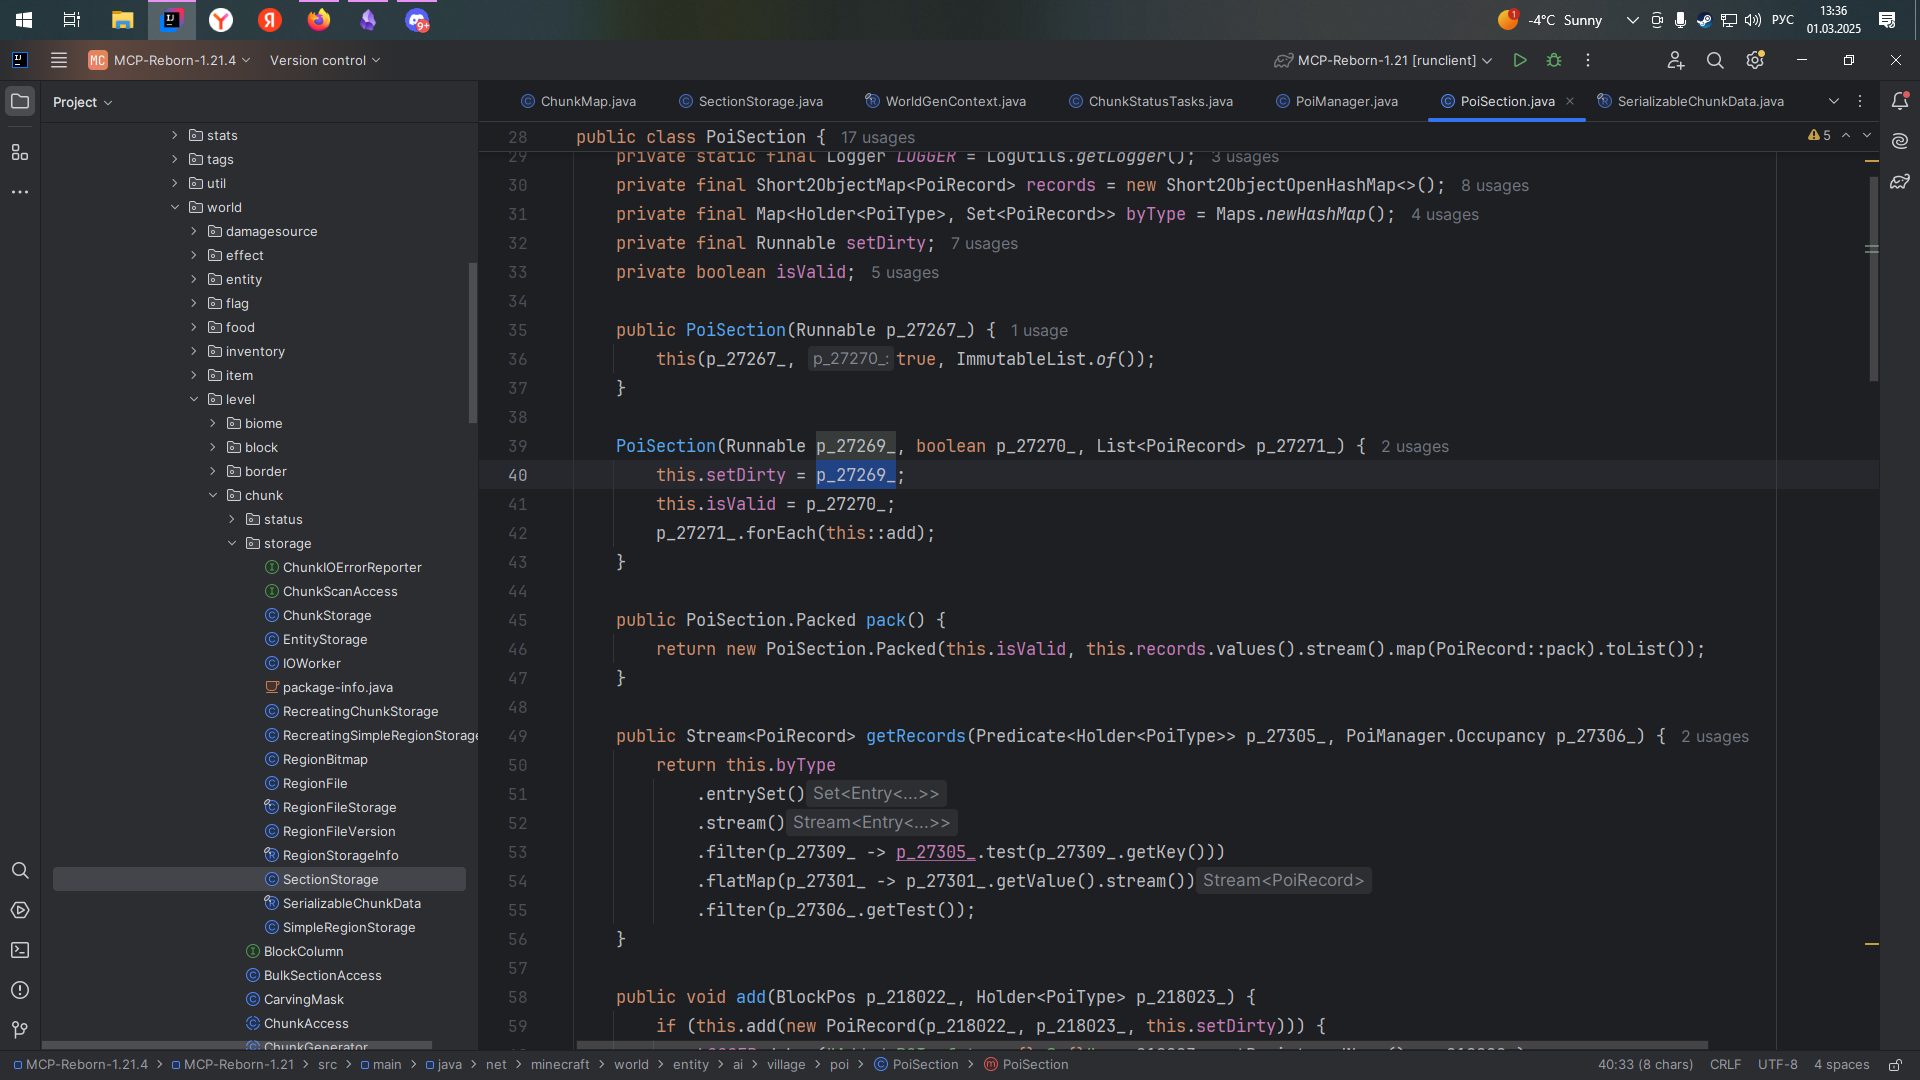 -4°C Sunny
РУС
13:36
01.03.2025
MC MCP-Reborn-1.21.4
Version control
MCP-Reborn-1.21 [runclient]
Project
stats
tags
util
world
damagesource
effect
entity
flag
food
inventory
item
level
biome
block
border
chunk
status
storage
ChunkIOErrorReporter
ChunkScanAccess
ChunkStorage
EntityStorage
IOWorker
package-info.java
RecreatingChunkStorage
RecreatingSimpleRegionStorage
RegionBitmap
RegionFile
RegionFileStorage
RegionFileVersion
RegionStorageInfo
SectionStorage
SerializableChunkData
SimpleRegionStorage
BlockColumn
BulkSectionAccess
CarvingMask
ChunkAccess
ChunkGenerator
ChunkMap.java
SectionStorage.java
WorldGenContext.java
ChunkStatusTasks.java
PoiManager.java
PoiSection.java
SerializableChunkData.java
5
28 public class PoiSection { 17 usages
29 private static final Logger LOGGER = LogUtils.getLogger(); 3 usages
30 private final Short2ObjectMap<PoiRecord> records = new Short2ObjectOpenHashMap<>(); 8 usages
31 private final Map<Holder<PoiType>, Set<PoiRecord>> byType = Maps.newHashMap(); 4 usages
32 private final Runnable setDirty; 7 usages
33 private boolean isValid; 5 usages
34
35 public PoiSection(Runnable p_27267_) { 1 usage
36 this(p_27267_, p_27270_: true, ImmutableList.of());
37 }
38
39 PoiSection(Runnable p_27269_, boolean p_27270_, List<PoiRecord> p_27271_) { 2 usages
40 this.setDirty = p_27269_;
41 this.isValid = p_27270_;
42 p_27271_.forEach(this::add);
43 }
44
45 public PoiSection.Packed pack() {
46 return new PoiSection.Packed(this.isValid, this.records.values().stream().map(PoiRecord::pack).toList());
47 }
48
49 public Stream<PoiRecord> getRecords(Predicate<Holder<PoiType>> p_27305_, PoiManager.Occupancy p_27306_) { 2 usages
50 return this.byType
51 .entrySet() Set<Entry<...>>
52 .stream() Stream<Entry<...>>
53 .filter(p_27309_ -> p_27305_.test(p_27309_.getKey()))
54 .flatMap(p_27301_ -> p_27301_.getValue().stream()) Stream<PoiRecord>
55 .filter(p_27306_.getTest());
56 }
57
58 public void add(BlockPos p_218022_, Holder<PoiType> p_218023_) {
59 if (this.add(new PoiRecord(p_218022_, p_218023_, this.setDirty))) {
MCP-Reborn-1.21.4 > MCP-Reborn-1.21 > src > main > java > net > minecraft > world > entity > ai > village > poi > PoiSection > PoiSection
40:33 (8 chars) CRLF UTF-8 4 spaces